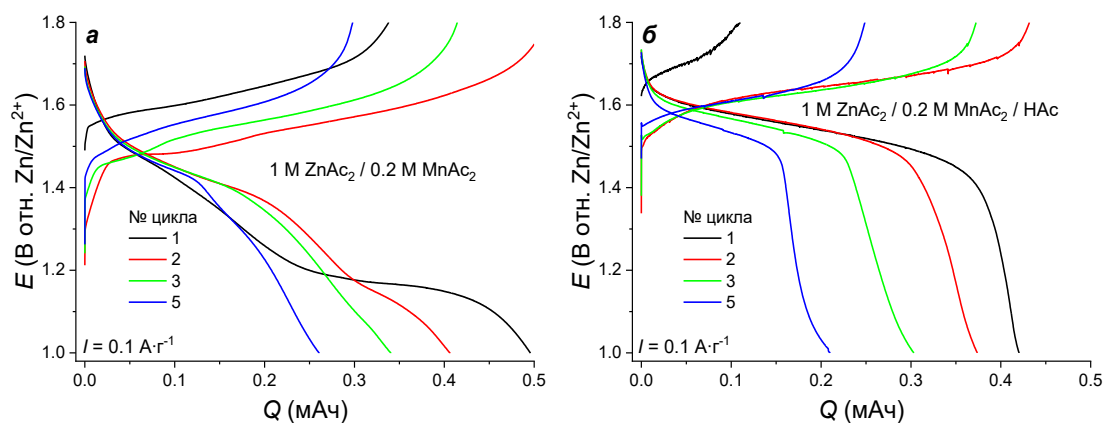 а
1.8
1.6
1.4
1.2
1.0
E (В отн. Zn/Zn²⁺)
1 М ZnAc₂ / 0.2 М MnAc₂
№ цикла
1
2
3
5
I = 0.1 А·г⁻¹
0.0 0.1 0.2 0.3 0.4 0.5
Q (мАч)
б
1.8
1.6
1.4
1.2
1.0
E (В отн. Zn/Zn²⁺)
1 М ZnAc₂ / 0.2 М MnAc₂ / HAc
№ цикла
1
2
3
5
I = 0.1 А·г⁻¹
0.0 0.1 0.2 0.3 0.4 0.5
Q (мАч)